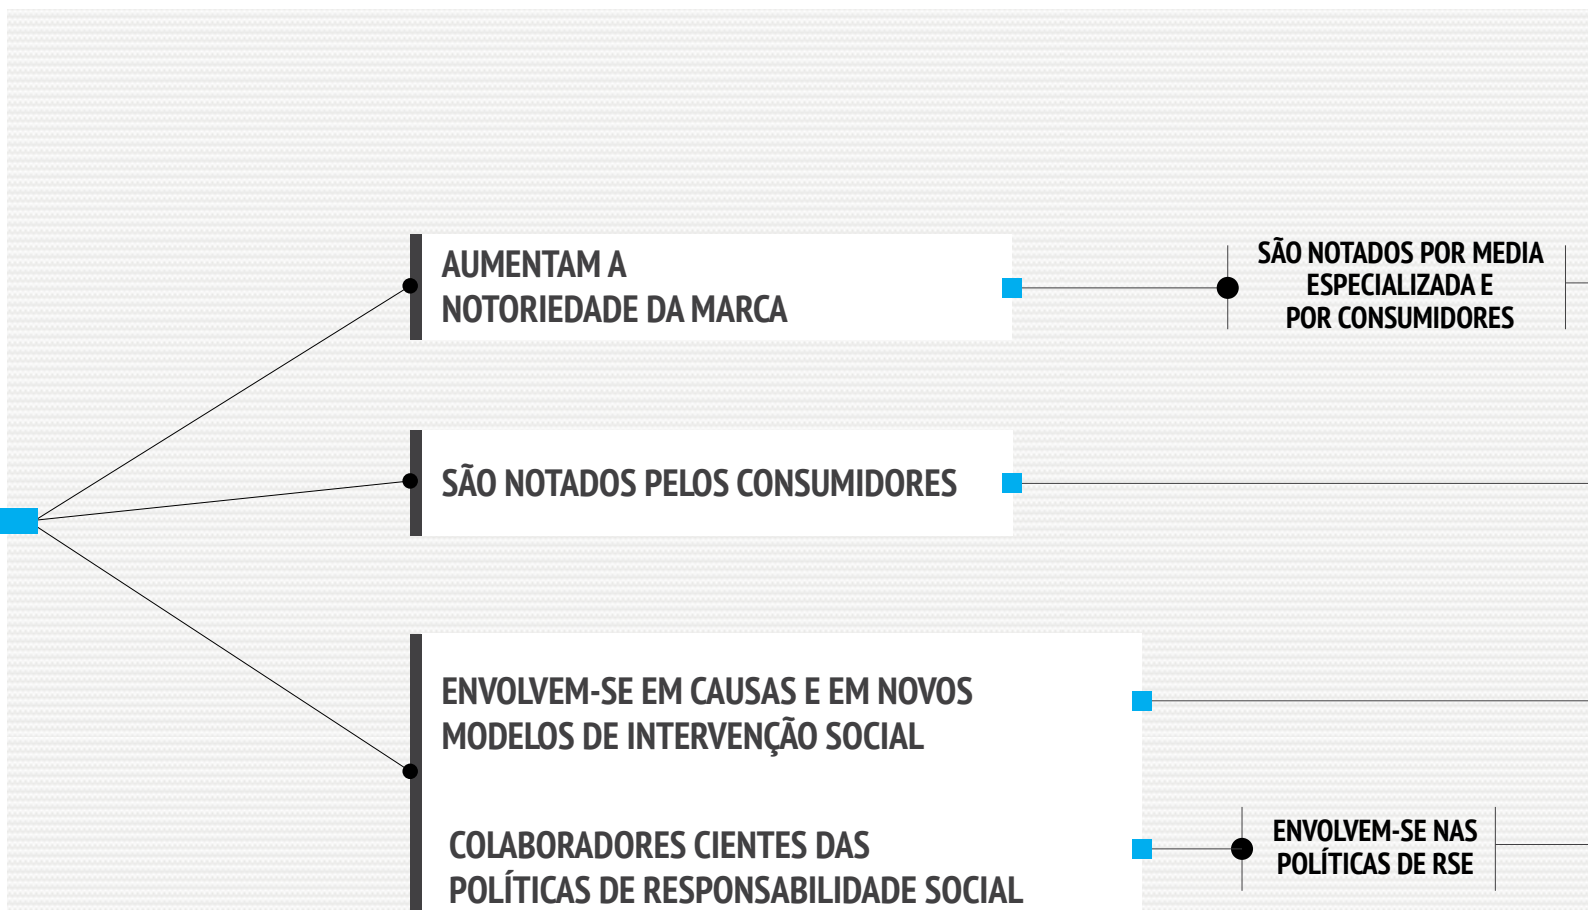 AUMENTAM A
NOTORIEDADE DA MARCA
SÃO NOTADOS POR MEDIA
ESPECIALIZADA E
POR CONSUMIDORES
SÃO NOTADOS PELOS CONSUMIDORES
ENVOLVEM-SE EM CAUSAS E EM NOVOS
MODELOS DE INTERVENÇÃO SOCIAL
COLABORADORES CIENTES DAS
POLÍTICAS DE RESPONSABILIDADE SOCIAL
ENVOLVEM-SE NAS
POLÍTICAS DE RSE